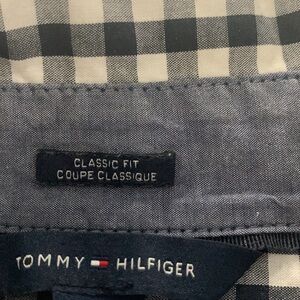 CLASSIC FIT
COUPE CLASSIQUE
TOMMY HILFIGER